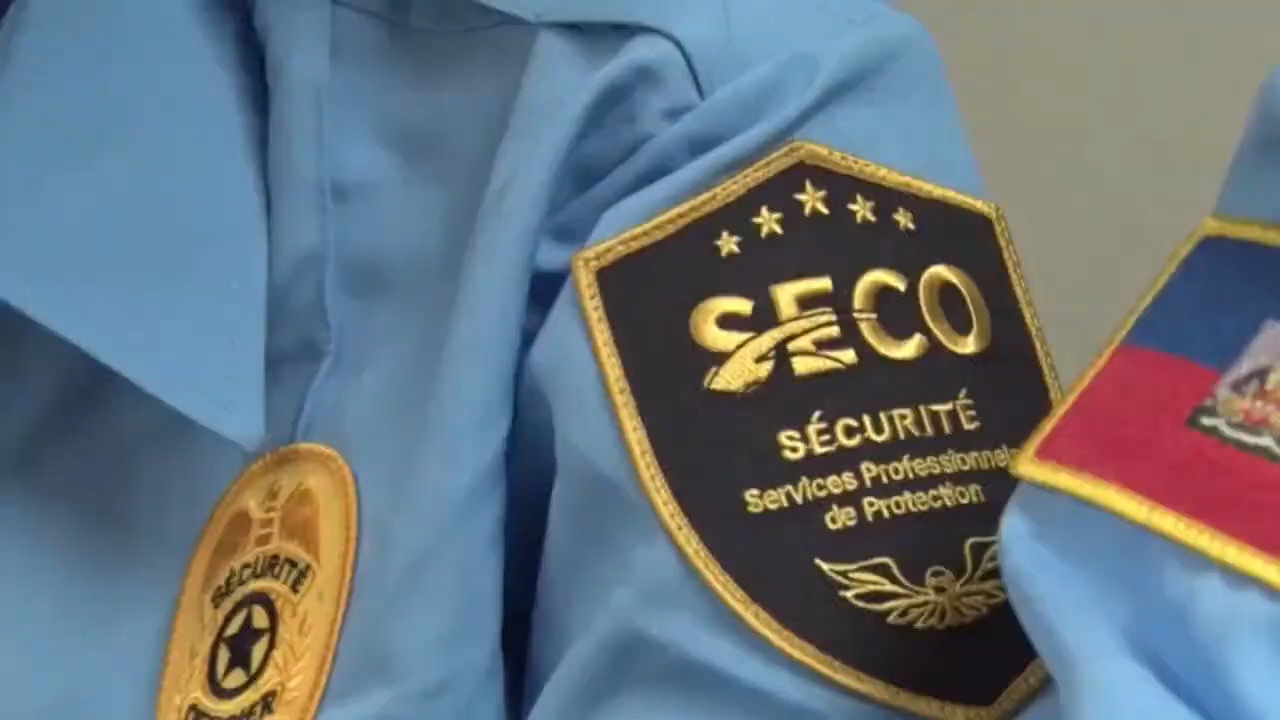 SECO
SÉCURITÉ
Services Professionnels
de Protection
SÉCURITÉ